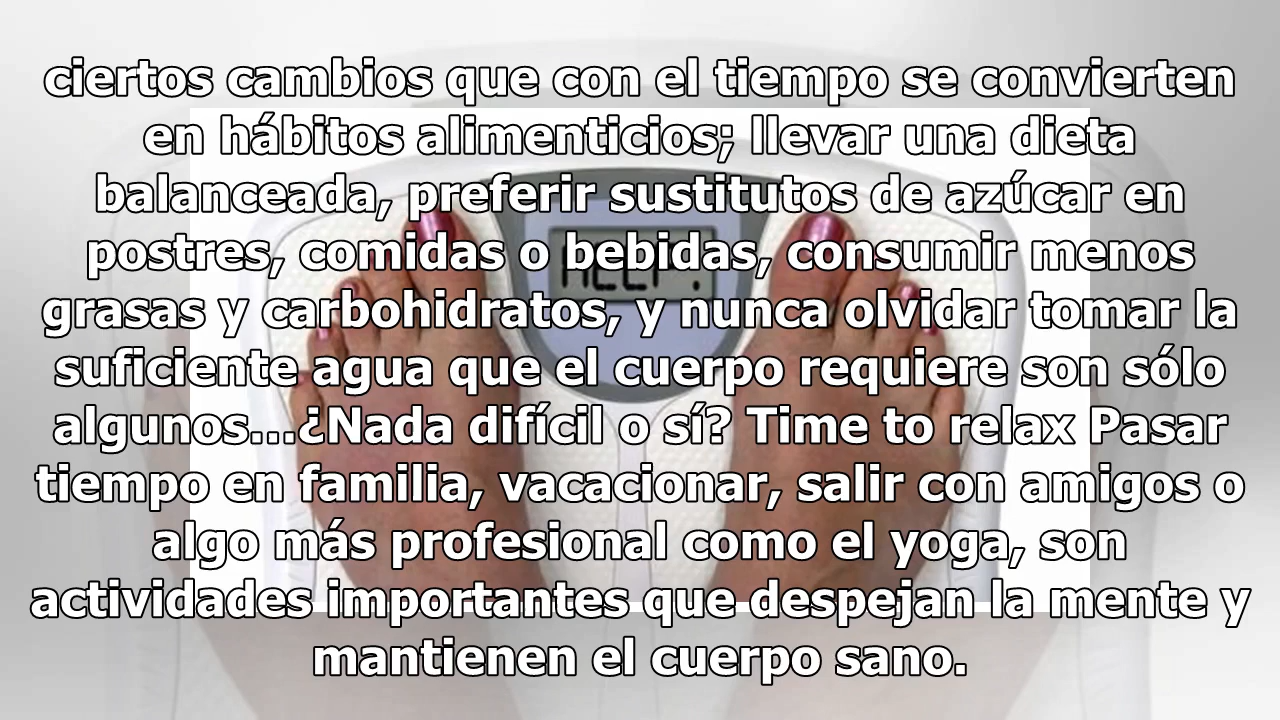 ciertos cambios que con el tiempo se convierten
en hábitos alimenticios; llevar una dieta
balanceada, preferir sustitutos de azúcar en
postres, comidas o bebidas, consumir menos
HELP!
grasas y carbohidratos, y nunca olvidar tomar la
suficiente agua que el cuerpo requiere son sólo
algunos...¿Nada difícil o sí? Time to relax Pasar
tiempo en familia, vacacionar, salir con amigos o
algo más profesional como el yoga, son
actividades importantes que despejan la mente y
mantienen el cuerpo sano.